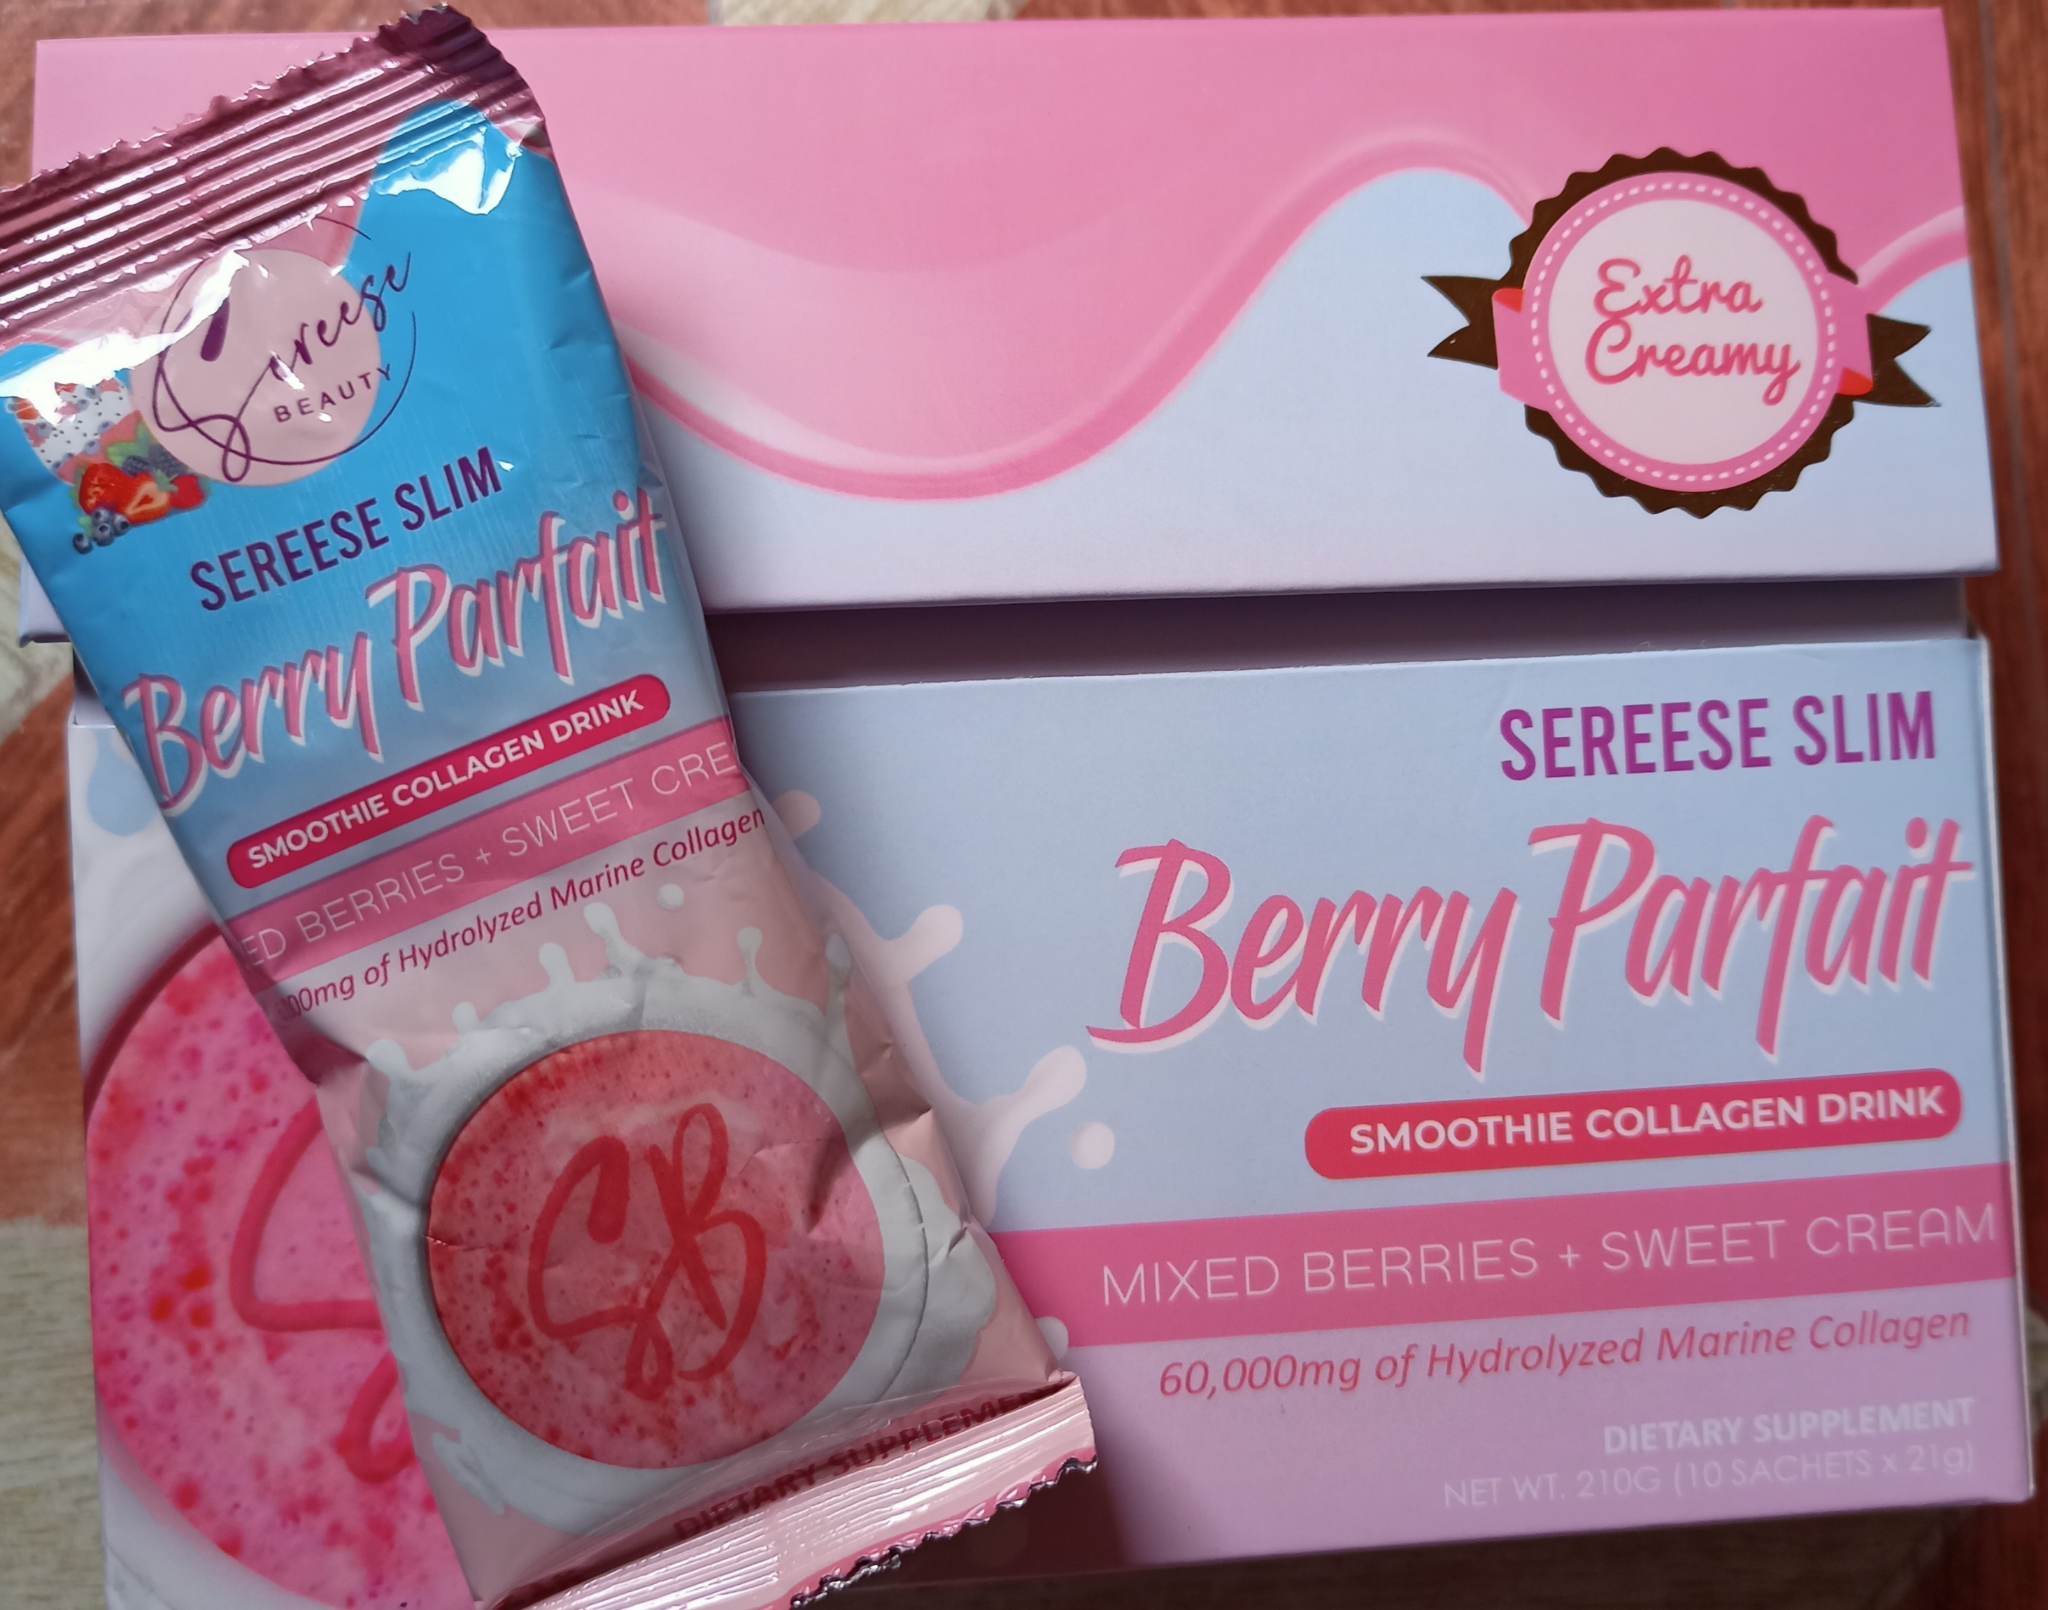 Sereese
BEAUTY
SEREESE SLIM
Berry Parfait
SMOOTHIE COLLAGEN DRINK
ED BERRIES + SWEET CRE
000mg of Hydrolyzed Marine Collagen
SB
DIETARY SUPPLEME
Extra
Creamy
SEREESE SLIM
Berry Parfait
SMOOTHIE COLLAGEN DRINK
MIXED BERRIES + SWEET CREAM
60,000mg of Hydrolyzed Marine Collagen
DIETARY SUPPLEMENT
NET WT. 210G (10 SACHETS x 21g)